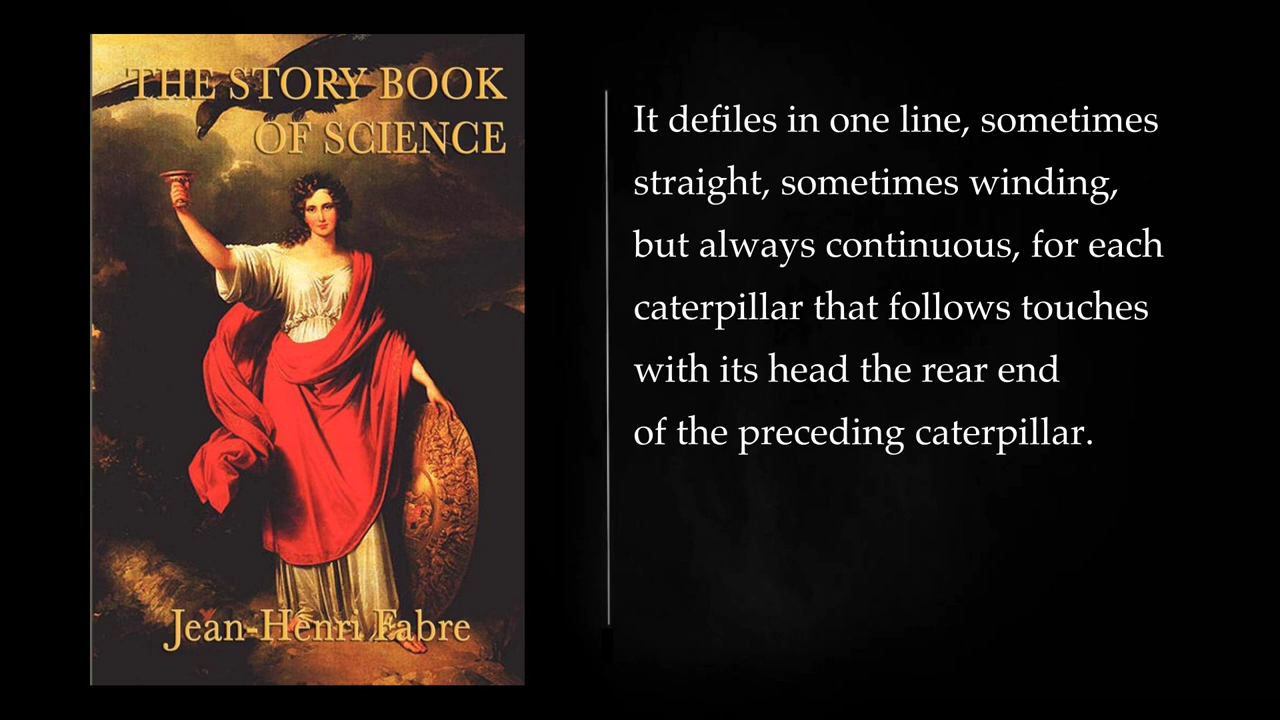 THE STORY BOOK
OF SCIENCE
Jean-Henri Fabre
It defiles in one line, sometimes
straight, sometimes winding,
but always continuous, for each
caterpillar that follows touches
with its head the rear end
of the preceding caterpillar.